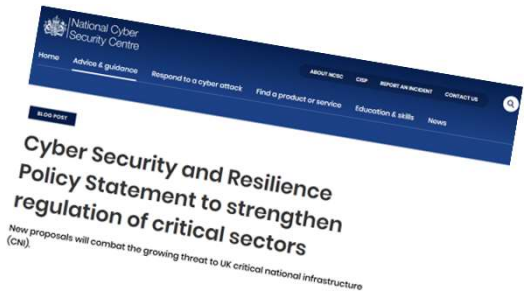 National Cyber
Security Centre
ABOUT NCSC CISP REPORT AN INCIDENT CONTACT US
Home Advice & guidance Respond to a cyber attack Find a product or service Education & skills News
BLOG POST
Cyber Security and Resilience
Policy Statement to strengthen
regulation of critical sectors
New proposals will combat the growing threat to UK critical national infrastructure
(CNI).